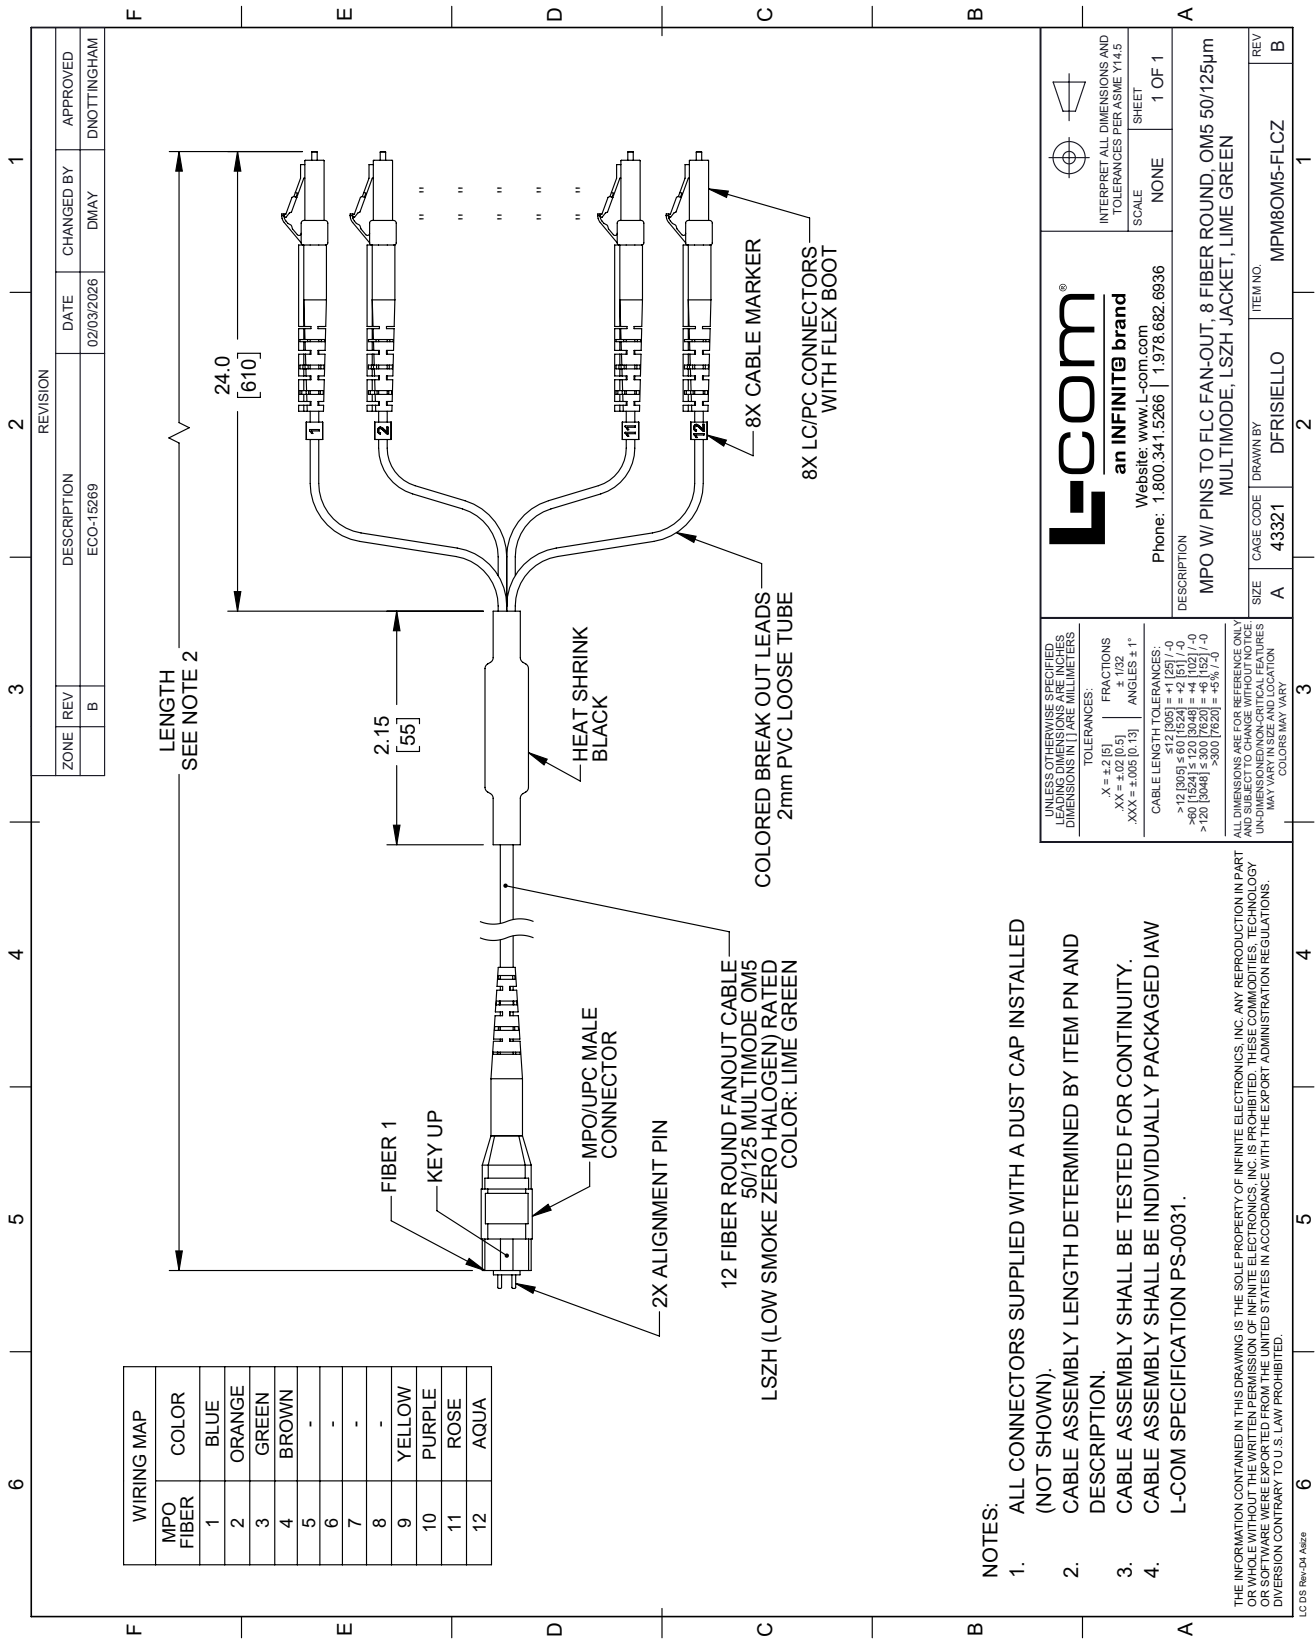 6
5
4
3
2
1
F
E
D
C
B
A
REVISION
ZONE
REV
DESCRIPTION
DATE
CHANGED BY
APPROVED
B
ECO-15269
02/03/2026
DMAY
DNOTTINGHAM
WIRING MAP
MPO
FIBER
COLOR
1 BLUE
2 ORANGE
3 GREEN
4 BROWN
5 -
6 -
7 -
8 -
9 YELLOW
10 PURPLE
11 ROSE
12 AQUA
LENGTH
SEE NOTE 2
24.0
[610]
2.15
[55]
FIBER 1
KEY UP
MPO/UPC MALE
CONNECTOR
2X ALIGNMENT PIN
HEAT SHRINK
BLACK
1
2
11
12
" "
" "
" "
" "
" "
8X CABLE MARKER
8X LC/PC CONNECTORS
WITH FLEX BOOT
COLORED BREAK OUT LEADS
2mm PVC LOOSE TUBE
12 FIBER ROUND FANOUT CABLE
50/125 MULTIMODE OM5
LSZH (LOW SMOKE ZERO HALOGEN) RATED
COLOR: LIME GREEN
NOTES:
1. ALL CONNECTORS SUPPLIED WITH A DUST CAP INSTALLED
(NOT SHOWN).
2. CABLE ASSEMBLY LENGTH DETERMINED BY ITEM PN AND
DESCRIPTION.
3. CABLE ASSEMBLY SHALL BE TESTED FOR CONTINUITY.
4. CABLE ASSEMBLY SHALL BE INDIVIDUALLY PACKAGED IAW
L-COM SPECIFICATION PS-0031.
THE INFORMATION CONTAINED IN THIS DRAWING IS THE SOLE PROPERTY OF INFINITE ELECTRONICS, INC. ANY REPRODUCTION IN PART
OR WHOLE WITHOUT THE WRITTEN PERMISSION OF INFINITE ELECTRONICS, INC. IS PROHIBITED. THESE COMMODITIES, TECHNOLOGY
OR SOFTWARE WERE EXPORTED FROM THE UNITED STATES IN ACCORDANCE WITH THE EXPORT ADMINISTRATION REGULATIONS.
DIVERSION CONTRARY TO U.S. LAW PROHIBITED.
UNLESS OTHERWISE SPECIFIED
LEADING DIMENSIONS ARE INCHES
DIMENSIONS IN [ ] ARE MILLIMETERS
TOLERANCES:
.X = ±.2 [5]
.XX = ±.02 [0.5]
.XXX = ±.005 [0.13]
FRACTIONS
± 1/32
ANGLES ± 1°
CABLE LENGTH TOLERANCES:
≤12 [305] = +1 [25] / -0
>12 [305] ≤ 60 [1524] = +2 [51] / -0
>60 [1524] ≤ 120 [3048] = +4 [102] / -0
>120 [3048] ≤ 300 [7620] = +6 [152] / -0
>300 [7620] = +5% / -0
ALL DIMENSIONS ARE FOR REFERENCE ONLY
AND SUBJECT TO CHANGE WITHOUT NOTICE.
UN-DIMENSIONED/NON-CRITICAL FEATURES
MAY VARY IN SIZE AND LOCATION
COLORS MAY VARY
L-com®
an INFINITE brand
Website: www.L-com.com
Phone: 1.800.341.5266 | 1.978.682.6936
INTERPRET ALL DIMENSIONS AND
TOLERANCES PER ASME Y14.5
SCALE
NONE
SHEET
1 OF 1
DESCRIPTION
MPO W/ PINS TO FLC FAN-OUT, 8 FIBER ROUND, OM5 50/125µm
MULTIMODE, LSZH JACKET, LIME GREEN
SIZE
A
CAGE CODE
43321
DRAWN BY
DFRISIELLO
ITEM NO.
MPM8OM5-FLCZ
REV
B
F
E
D
C
B
A
6
5
4
3
2
1
LC DS Rev-D4 Asize